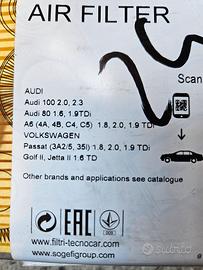 AIR FILTER
Scan
AUDI
Audi 100 2.0, 2.3
Audi 80 1.6, 1.9TDi
A6 (4A, 4B, C4, C5) 1.8, 2.0, 1.9 TDi
VOLKSWAGEN
Passat (3A2/5, 35I) 1.8, 2.0, 1.9 TDi
Golf II, Jetta II 1.6 TD
Other brands and applications see catalogue
EAC
www.filtri-tecnocar.com
www.sogefigroup.com
Subito